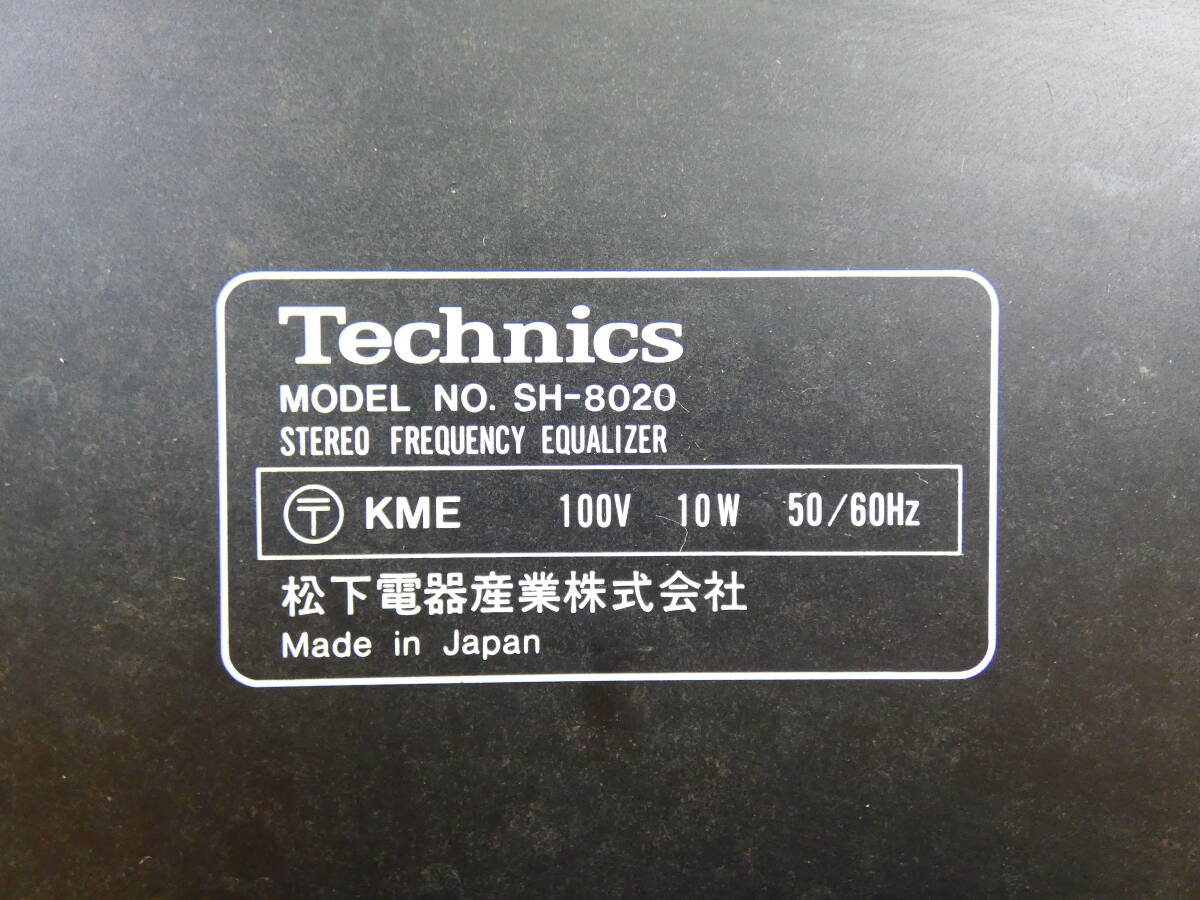 Technics
MODEL NO. SH-8020
STEREO FREQUENCY EQUALIZER
〒 KME 100V 10W 50/60Hz
松下電器産業株式会社
Made in Japan